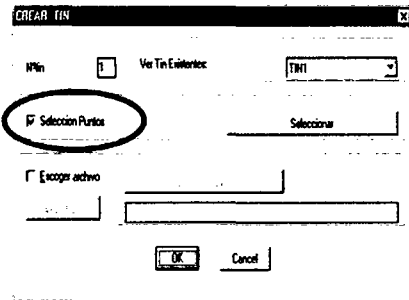 CREAR TIN
NºTin 1 Ver Tin Existentes: TIN1
Seleccion Puntos Seleccionar
Escoger archivo
OK Cancel